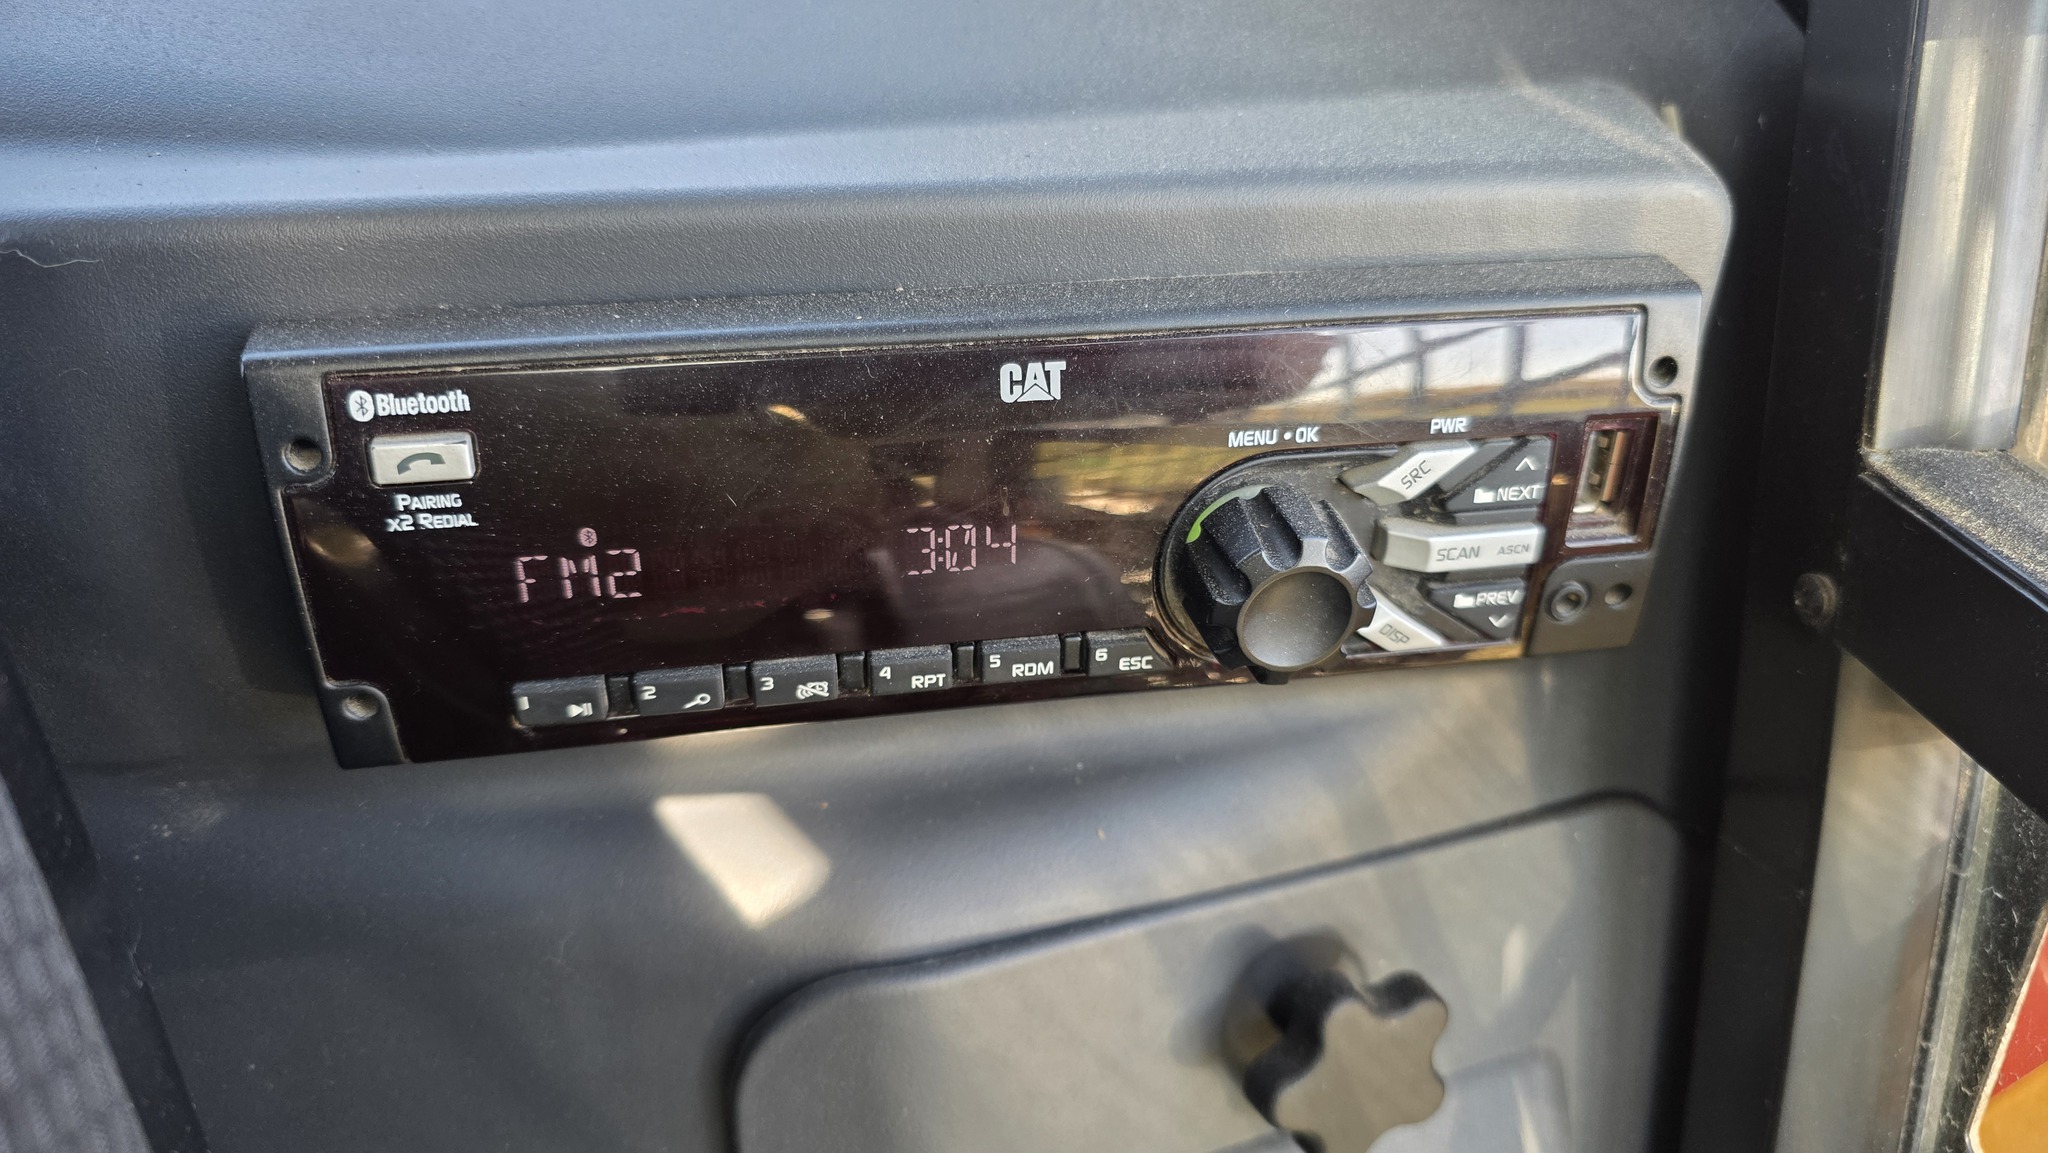 CAT
Bluetooth
MENU • OK
PWR
SRC
NEXT
PAIRING
X2 REDIAL
FM2
3:04
SCAN ASCN
PREV
DISP
1
2
3
4 RPT
5 RDM
6 ESC